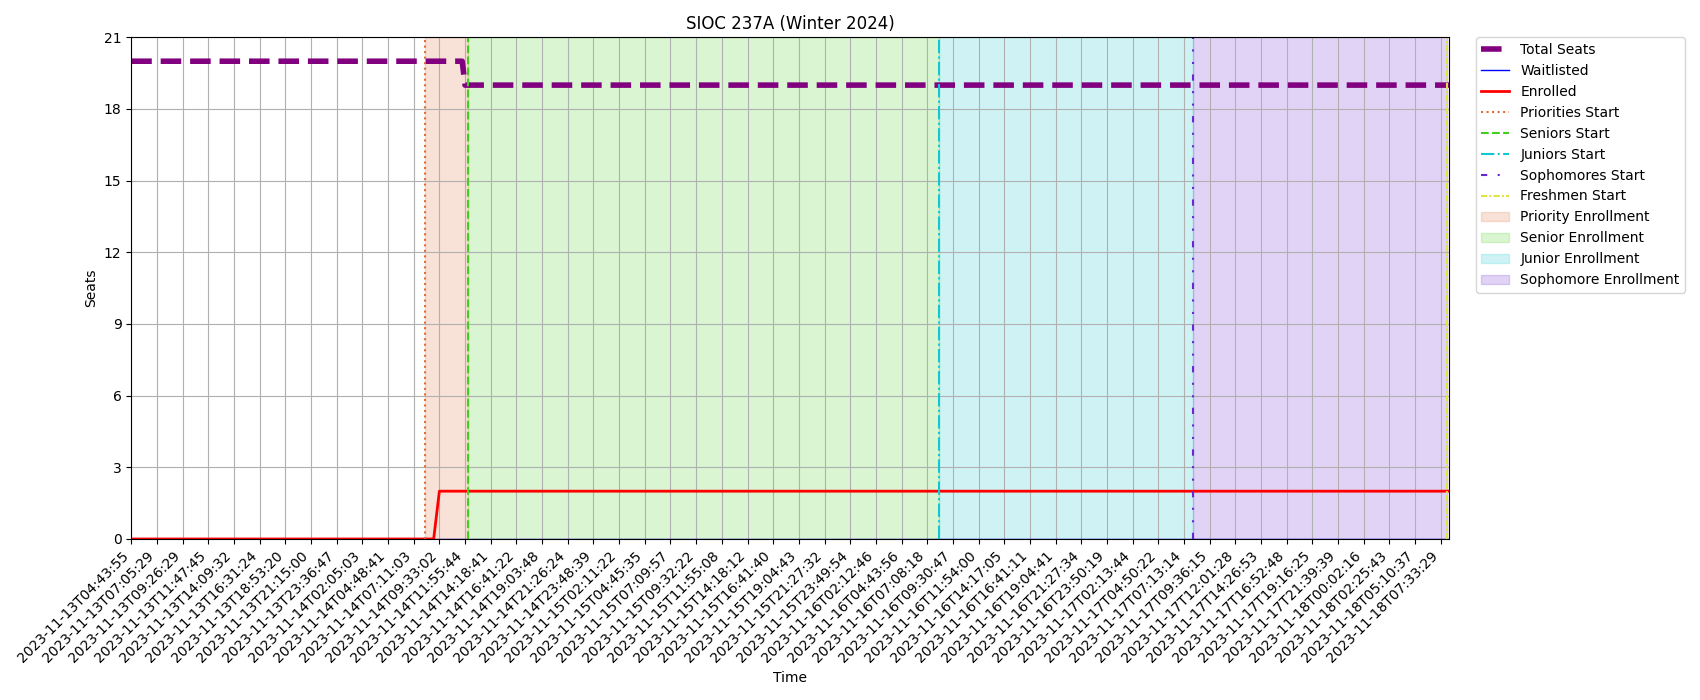 SIOC 237A (Winter 2024)
21
18
15
12
9
6
3
0
Seats
2023-11-13T04:43:55
2023-11-13T07:05:29
2023-11-13T09:26:29
2023-11-13T11:47:45
2023-11-13T14:09:32
2023-11-13T16:31:24
2023-11-13T18:53:20
2023-11-13T21:15:00
2023-11-13T23:36:47
2023-11-14T02:05:03
2023-11-14T04:48:41
2023-11-14T07:11:03
2023-11-14T09:33:02
2023-11-14T11:55:44
2023-11-14T14:18:41
2023-11-14T16:41:22
2023-11-14T19:03:48
2023-11-14T21:26:24
2023-11-14T23:48:39
2023-11-15T02:11:22
2023-11-15T04:45:35
2023-11-15T07:09:57
2023-11-15T09:32:22
2023-11-15T11:55:08
2023-11-15T14:18:12
2023-11-15T16:41:40
2023-11-15T19:04:43
2023-11-15T21:27:32
2023-11-15T23:49:54
2023-11-16T02:12:46
2023-11-16T04:43:56
2023-11-16T07:08:18
2023-11-16T09:30:47
2023-11-16T11:54:00
2023-11-16T14:17:05
2023-11-16T16:41:11
2023-11-16T19:04:41
2023-11-16T21:27:34
2023-11-16T23:50:19
2023-11-17T02:13:44
2023-11-17T04:50:22
2023-11-17T07:13:14
2023-11-17T09:36:15
2023-11-17T12:01:28
2023-11-17T14:26:53
2023-11-17T16:52:48
2023-11-17T19:16:25
2023-11-17T21:39:39
2023-11-18T00:02:16
2023-11-18T02:25:43
2023-11-18T05:10:37
2023-11-18T07:33:29
Time
Total Seats
Waitlisted
Enrolled
Priorities Start
Seniors Start
Juniors Start
Sophomores Start
Freshmen Start
Priority Enrollment
Senior Enrollment
Junior Enrollment
Sophomore Enrollment